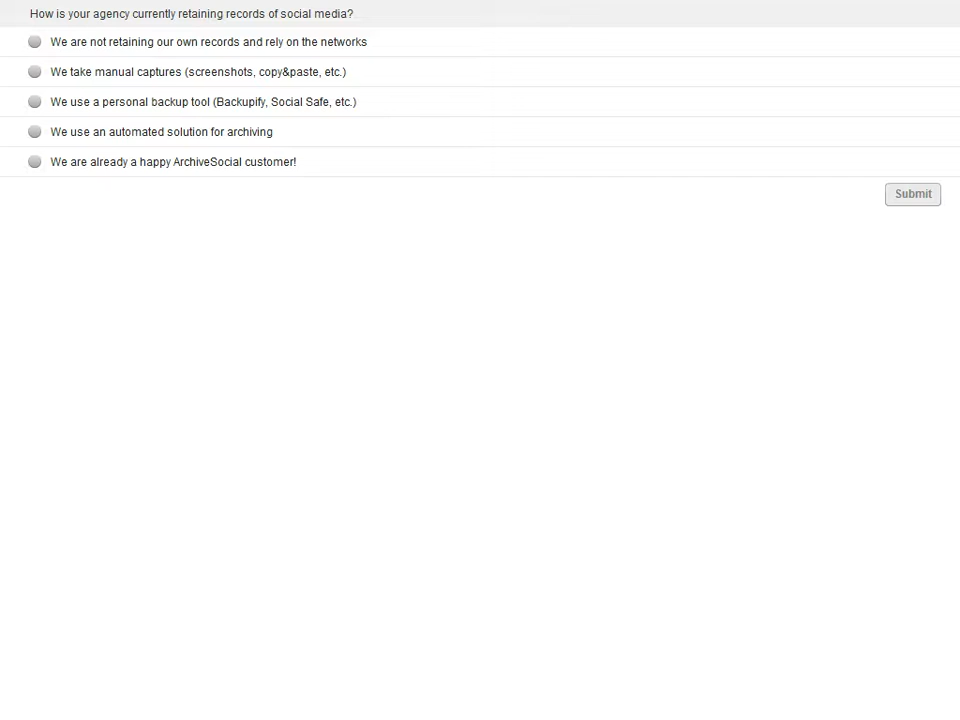 How is your agency currently retaining records of social media?
We are not retaining our own records and rely on the networks
We take manual captures (screenshots, copy&paste, etc.)
We use a personal backup tool (Backupify, Social Safe, etc.)
We use an automated solution for archiving
We are already a happy ArchiveSocial customer!
Submit